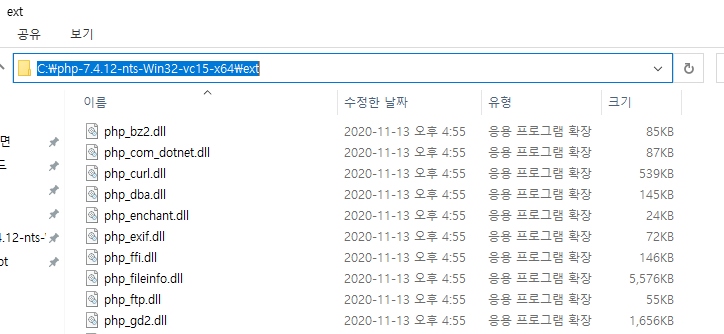 ext
공유 보기
C:₩php-7.4.12-nts-Win32-vc15-x64₩ext
이름 수정한 날짜 유형 크기
php_bz2.dll 2020-11-13 오후 4:55 응용 프로그램 확장 85KB
면 php_com_dotnet.dll 2020-11-13 오후 4:55 응용 프로그램 확장 87KB
드 php_curl.dll 2020-11-13 오후 4:55 응용 프로그램 확장 539KB
php_dba.dll 2020-11-13 오후 4:55 응용 프로그램 확장 145KB
php_enchant.dll 2020-11-13 오후 4:55 응용 프로그램 확장 24KB
4.12-nts- php_exif.dll 2020-11-13 오후 4:55 응용 프로그램 확장 72KB
ot php_ffi.dll 2020-11-13 오후 4:55 응용 프로그램 확장 146KB
php_fileinfo.dll 2020-11-13 오후 4:55 응용 프로그램 확장 5,576KB
php_ftp.dll 2020-11-13 오후 4:55 응용 프로그램 확장 55KB
php_gd2.dll 2020-11-13 오후 4:55 응용 프로그램 확장 1,656KB